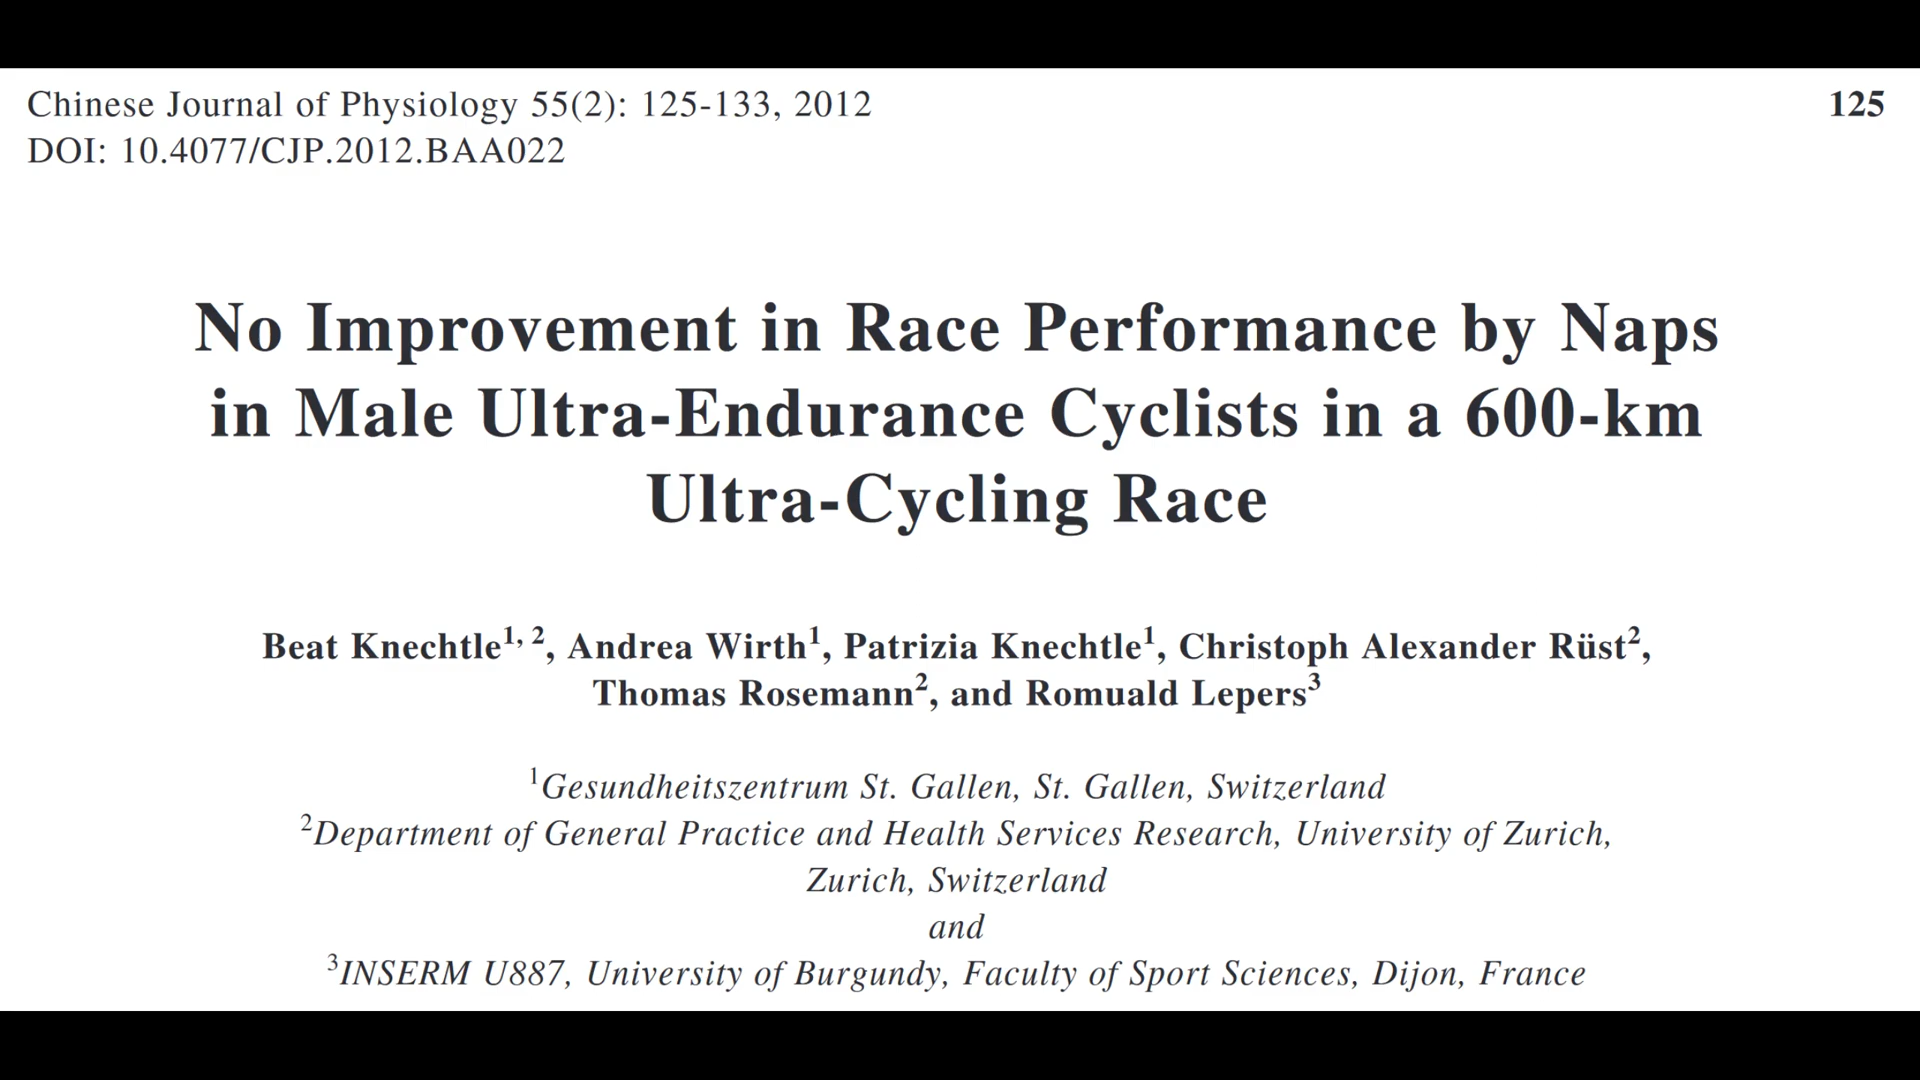 Chinese Journal of Physiology 55(2): 125-133, 2012
125
DOI: 10.4077/CJP.2012.BAA022
No Improvement in Race Performance by Naps
in Male Ultra-Endurance Cyclists in a 600-km
Ultra-Cycling Race
Beat Knechtle1, 2, Andrea Wirth1, Patrizia Knechtle1, Christoph Alexander Rüst2,
Thomas Rosemann2, and Romuald Lepers3
1Gesundheitszentrum St. Gallen, St. Gallen, Switzerland
2Department of General Practice and Health Services Research, University of Zurich,
Zurich, Switzerland
and
3INSERM U887, University of Burgundy, Faculty of Sport Sciences, Dijon, France